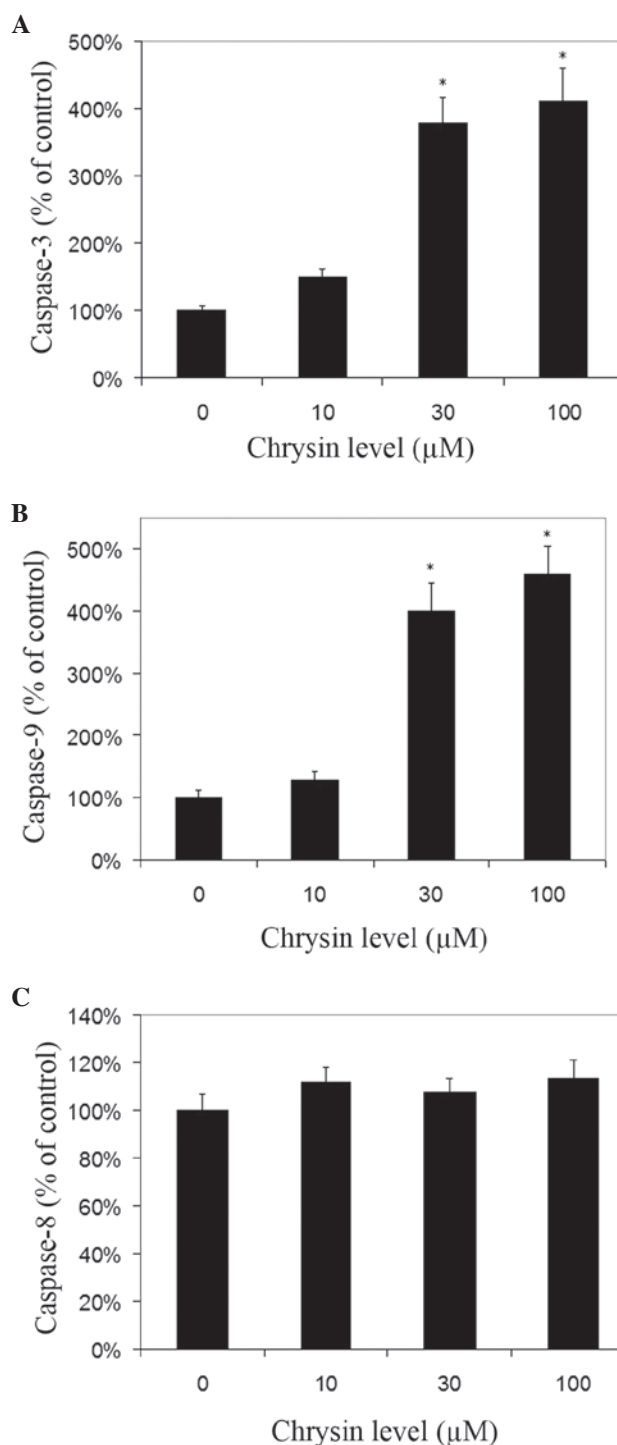 A
500%
400%
300%
200%
100%
0%
Caspase-3 (% of control)
*
*
0 10 30 100
Chrysin level (µM)
B
500%
400%
300%
200%
100%
0%
Caspase-9 (% of control)
*
*
0 10 30 100
Chrysin level (µM)
C
140%
120%
100%
80%
60%
40%
20%
0%
Caspase-8 (% of control)
0 10 30 100
Chrysin level (µM)